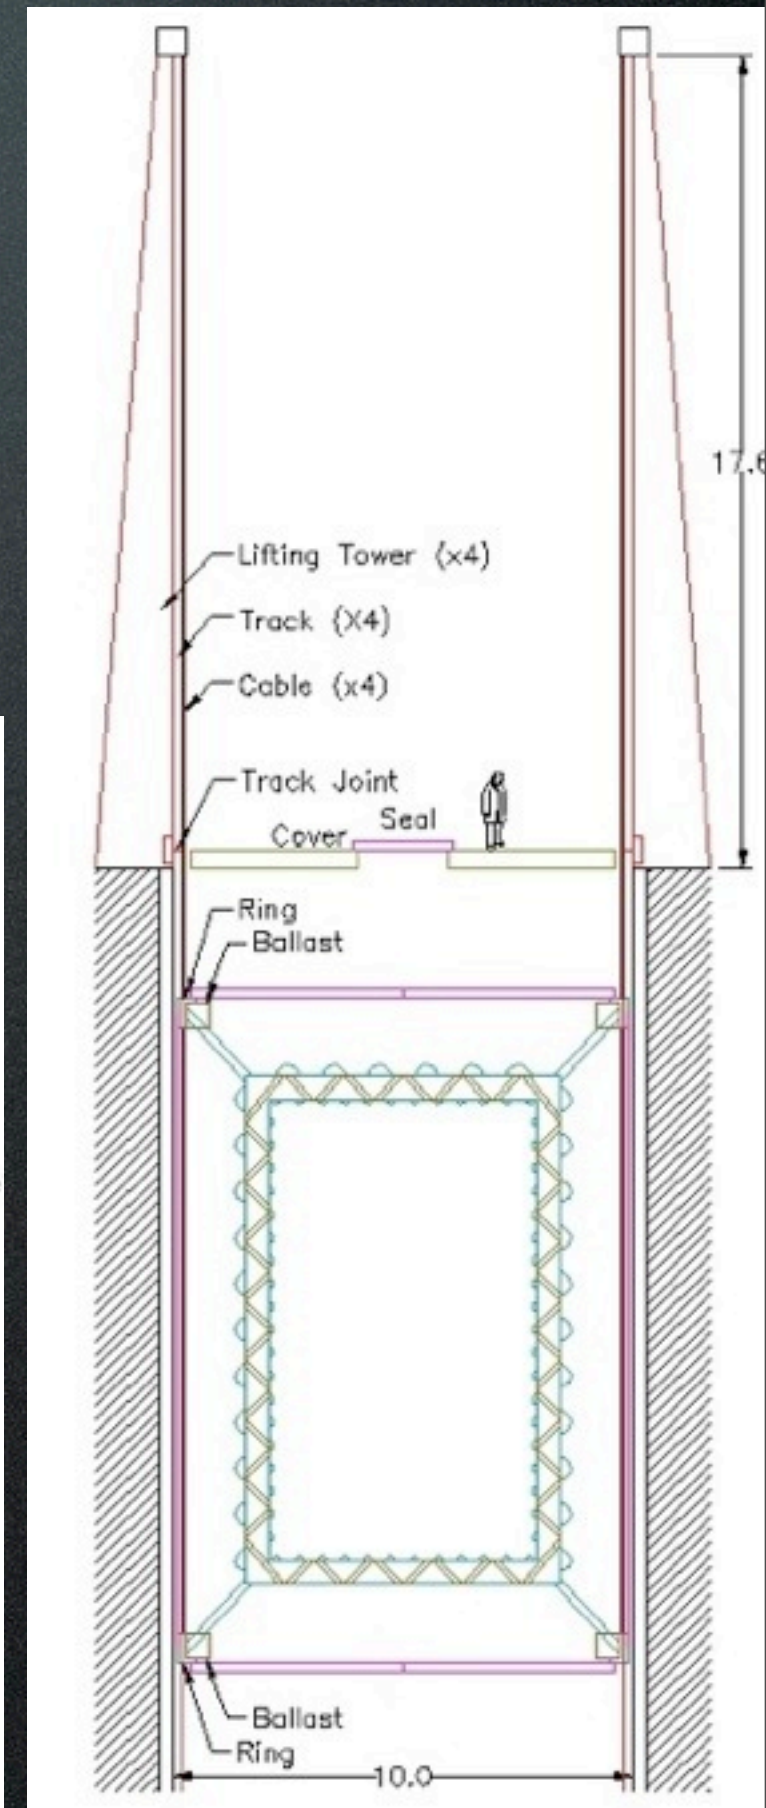 17.6
Lifting Tower (x4)
Track (X4)
Cable (x4)
Track Joint
Seal
Cover
Ring
Ballast
Ballast
Ring
10.0